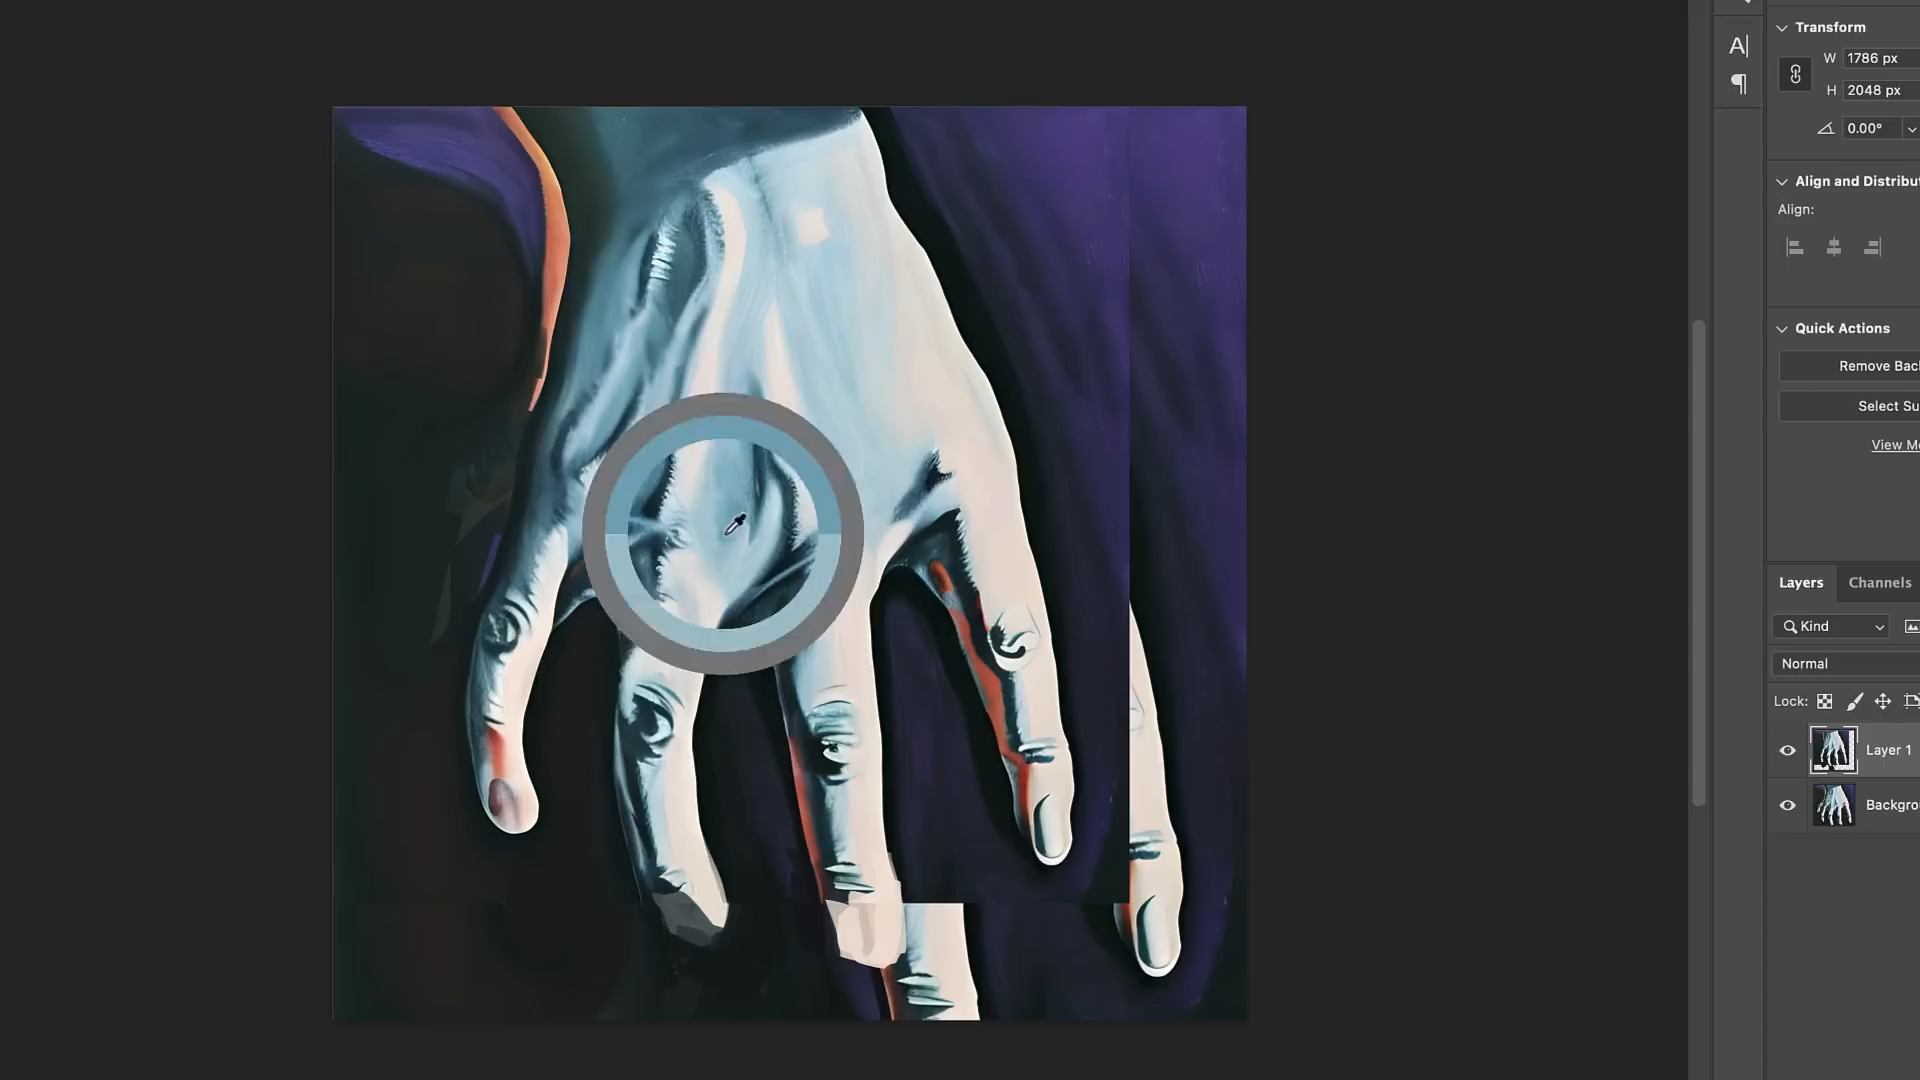 Transform
A|
W 1786 px
¶
H 2048 px
0.00°
Align and Distribut
Align:
Quick Actions
Remove Bac
Select Su
View M
Layers Channels
Kind
Normal
Lock:
Layer 1
Backgro